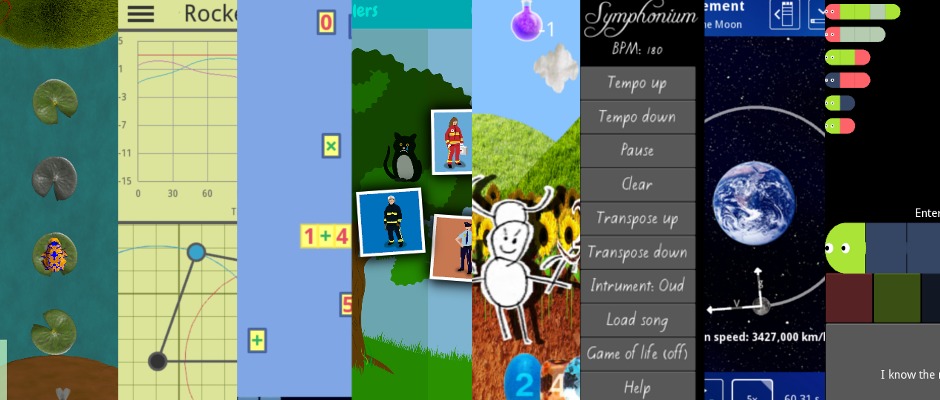 Rocke
5
1
-3
-7
-11
-15
0
30
60
T
0
×
1+4
5
+
lers
-1
2
4
Symphonium
BPM: 180
Tempo up
Tempo down
Pause
Clear
Transpose up
Transpose down
Intrument: Oud
Load song
Game of life (off)
Help
ement
ne Moon
g
V
n speed: 3427,000 km/
5x
60.31 s
Enter
I know the